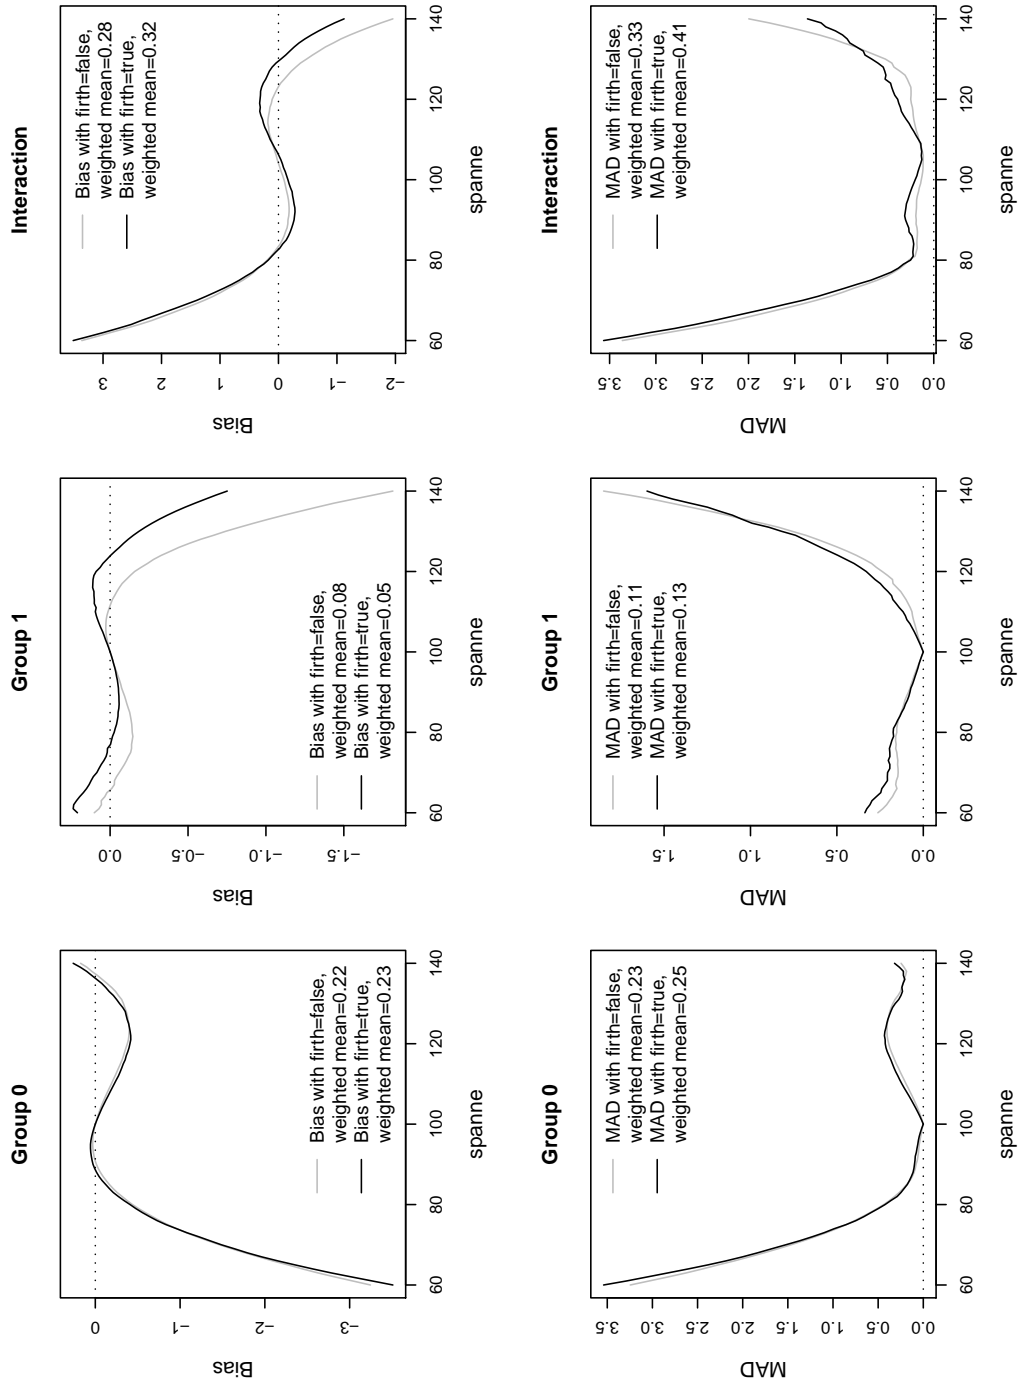 Group 0
Bias
0
−1
−2
−3
60
80
100
120
140
spanne
Bias with firth=false,
weighted mean=0.22
Bias with firth=true,
weighted mean=0.23
Group 1
Bias
0.0
−0.5
−1.0
−1.5
60
80
100
120
140
spanne
Bias with firth=false,
weighted mean=0.08
Bias with firth=true,
weighted mean=0.05
Interaction
Bias
3
2
1
0
−1
−2
60
80
100
120
140
spanne
Bias with firth=false,
weighted mean=0.28
Bias with firth=true,
weighted mean=0.32
Group 0
MAD
3.5
3.0
2.5
2.0
1.5
1.0
0.5
0.0
60
80
100
120
140
spanne
MAD with firth=false,
weighted mean=0.23
MAD with firth=true,
weighted mean=0.25
Group 1
MAD
1.5
1.0
0.5
0.0
60
80
100
120
140
spanne
MAD with firth=false,
weighted mean=0.11
MAD with firth=true,
weighted mean=0.13
Interaction
MAD
3.5
3.0
2.5
2.0
1.5
1.0
0.5
0.0
60
80
100
120
140
spanne
MAD with firth=false,
weighted mean=0.33
MAD with firth=true,
weighted mean=0.41